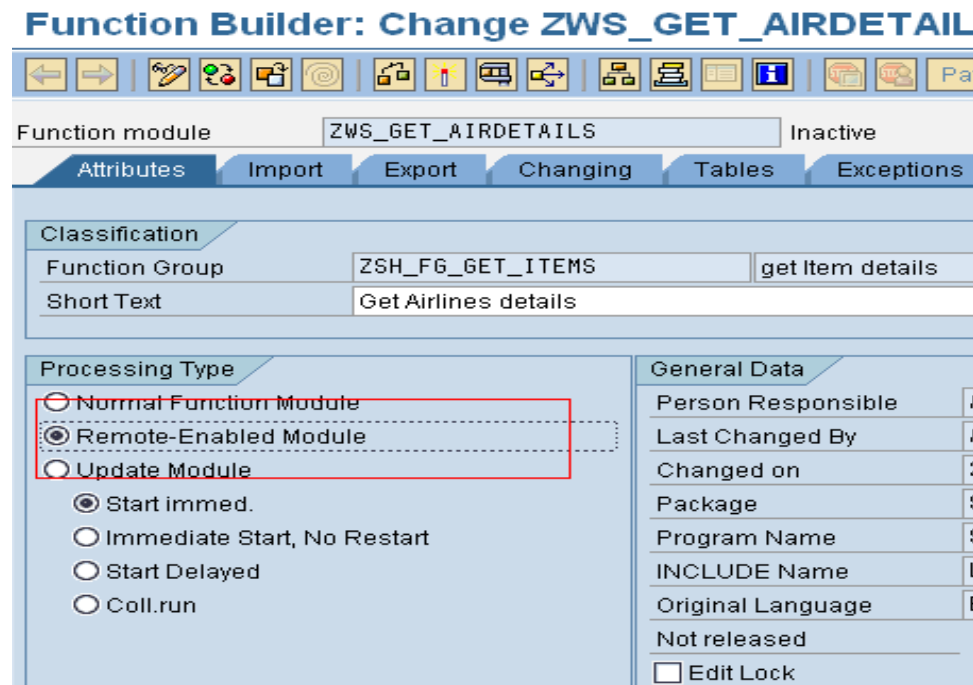 Function Builder: Change ZWS_GET_AIRDETAIL
Pa
Function module ZWS_GET_AIRDETAILS Inactive
Attributes Import Export Changing Tables Exceptions
Classification
Function Group ZSH_FG_GET_ITEMS get Item details
Short Text Get Airlines details
Processing Type
Normal Function Module
Remote-Enabled Module
Update Module
Start immed.
Immediate Start, No Restart
Start Delayed
Coll.run
General Data
Person Responsible
Last Changed By
Changed on
Package
Program Name
INCLUDE Name
Original Language
Not released
Edit Lock